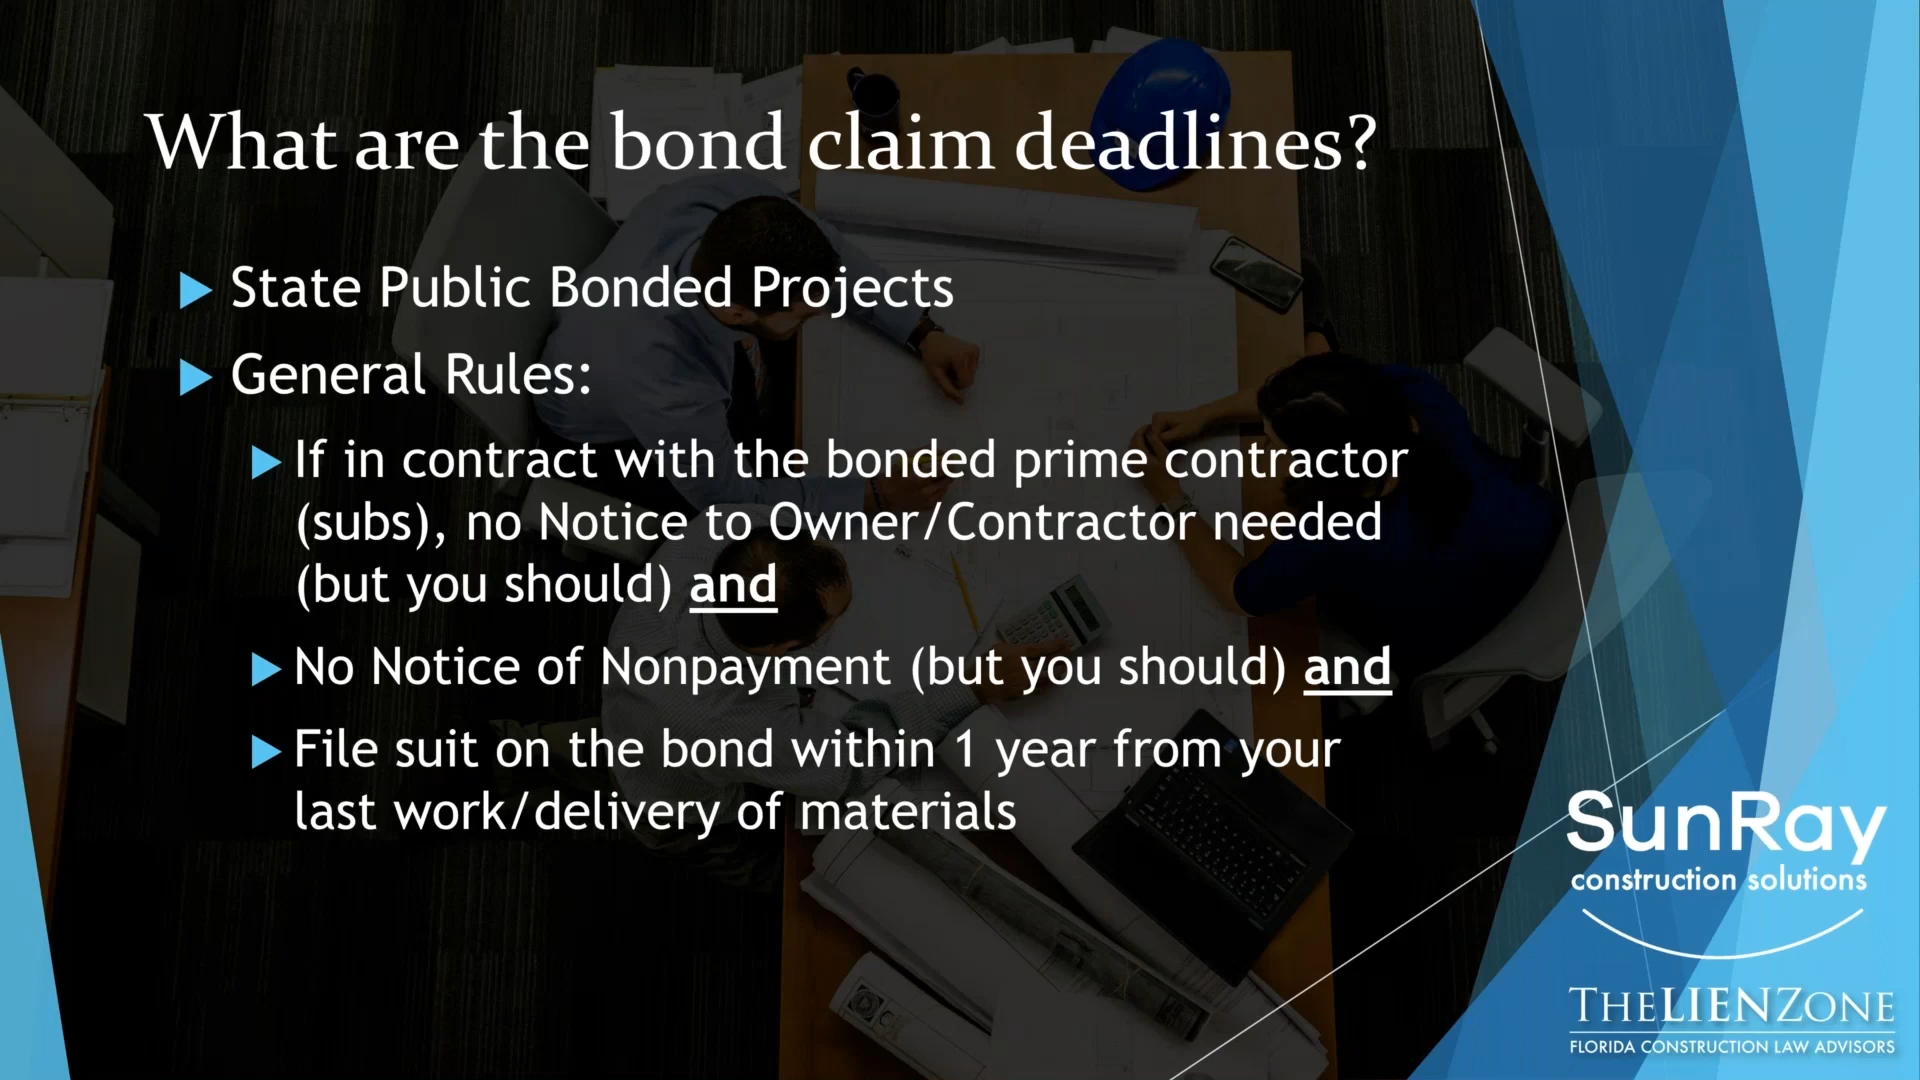 What are the bond claim deadlines?
State Public Bonded Projects
General Rules:
If in contract with the bonded prime contractor
(subs), no Notice to Owner/Contractor needed
(but you should) and
No Notice of Nonpayment (but you should) and
File suit on the bond within 1 year from your
last work/delivery of materials
SunRay
construction solutions
THELIENZONE
FLORIDA CONSTRUCTION LAW ADVISORS